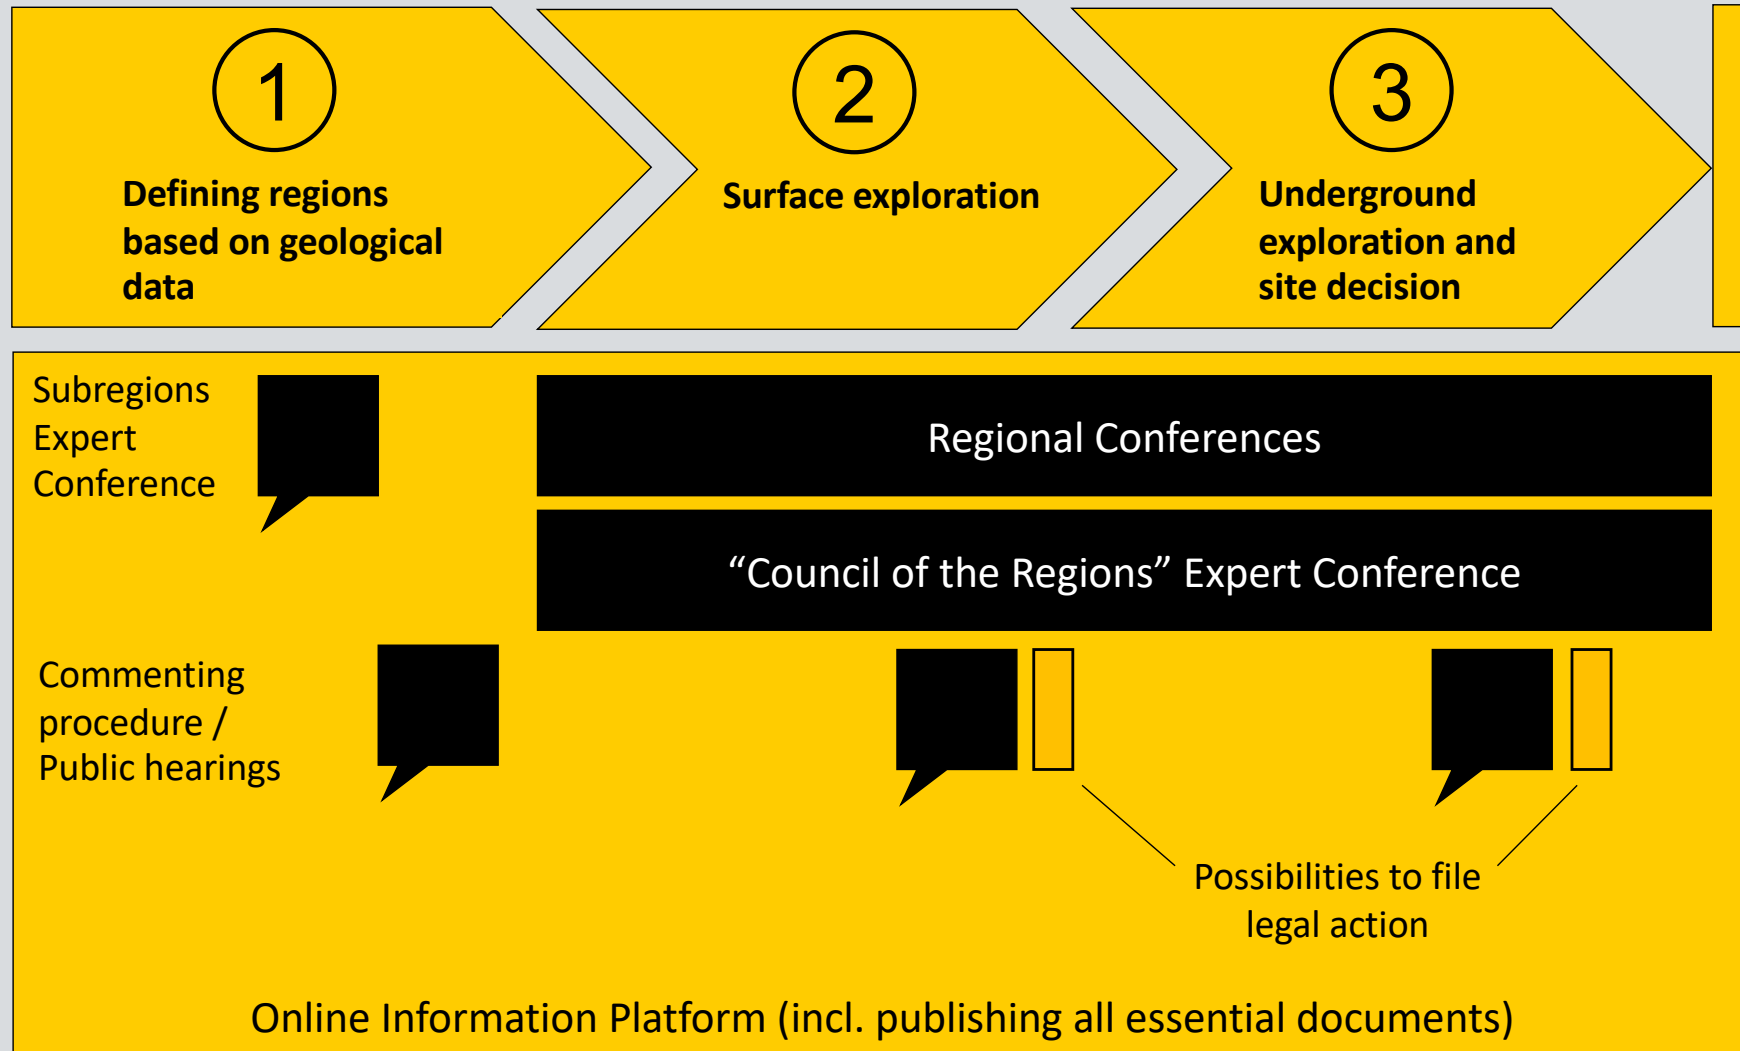 1
Defining regions
based on geological
data
2
Surface exploration
3
Underground
exploration and
site decision
Subregions
Expert
Conference
Regional Conferences
“Council of the Regions” Expert Conference
Commenting
procedure /
Public hearings
Possibilities to file
legal action
Online Information Platform (incl. publishing all essential documents)